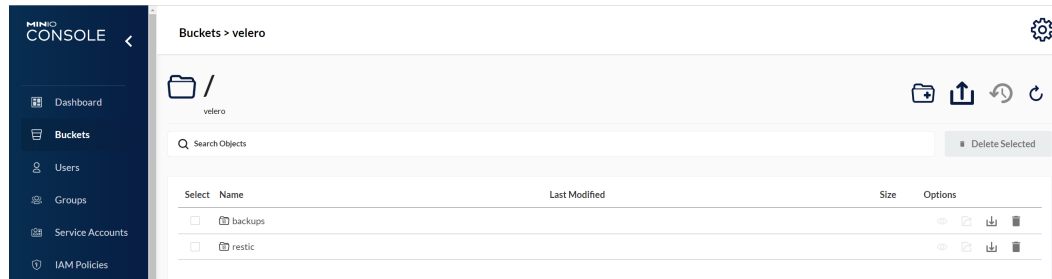 MINIO
CONSOLE
Buckets > velero
/
velero
Dashboard
Buckets
Users
Groups
Service Accounts
IAM Policies
Search Objects
Delete Selected
Select Name Last Modified Size Options
backups
restic